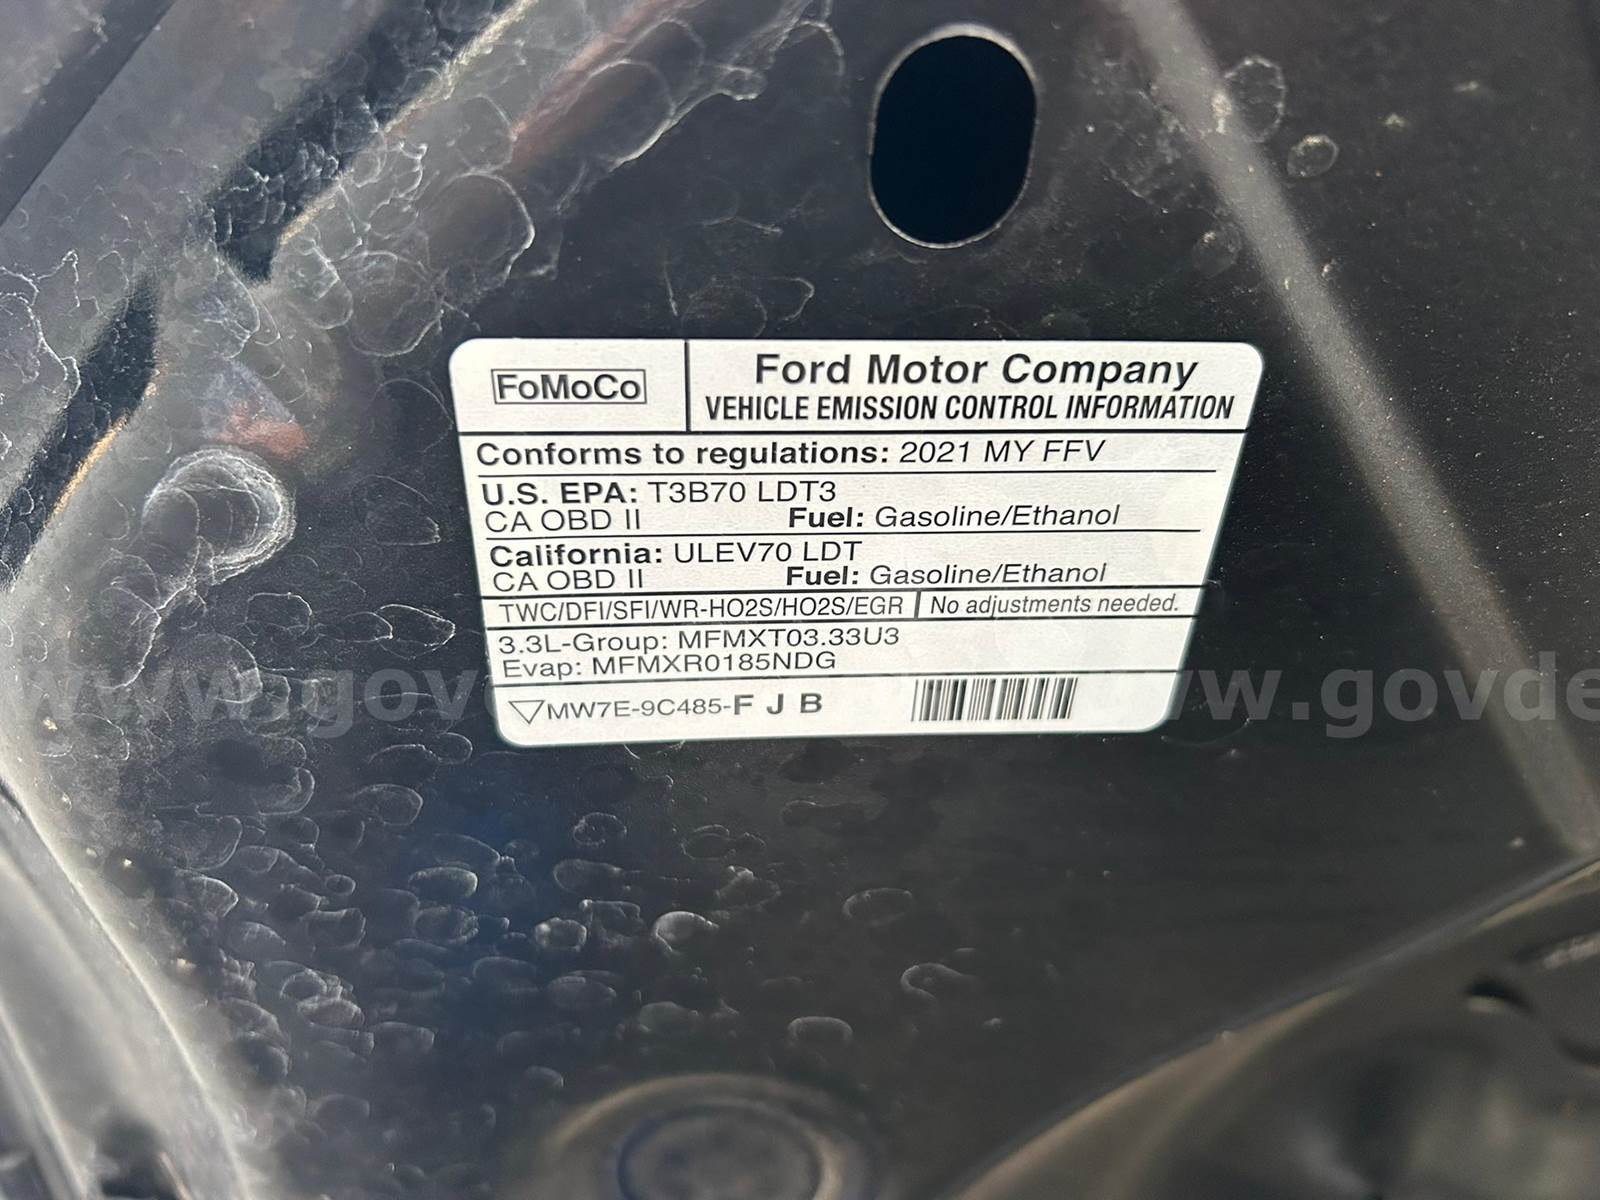 FoMoCo
Ford Motor Company
VEHICLE EMISSION CONTROL INFORMATION
Conforms to regulations: 2021 MY FFV
U.S. EPA: T3B70 LDT3
CA OBD II Fuel: Gasoline/Ethanol
California: ULEV70 LDT
CA OBD II Fuel: Gasoline/Ethanol
TWC/DFI/SFI/WR-HO2S/HO2S/EGR No adjustments needed.
3.3L-Group: MFMXT03.33U3
Evap: MFMXR0185NDG
MW7E-9C485-F J B
www.govde